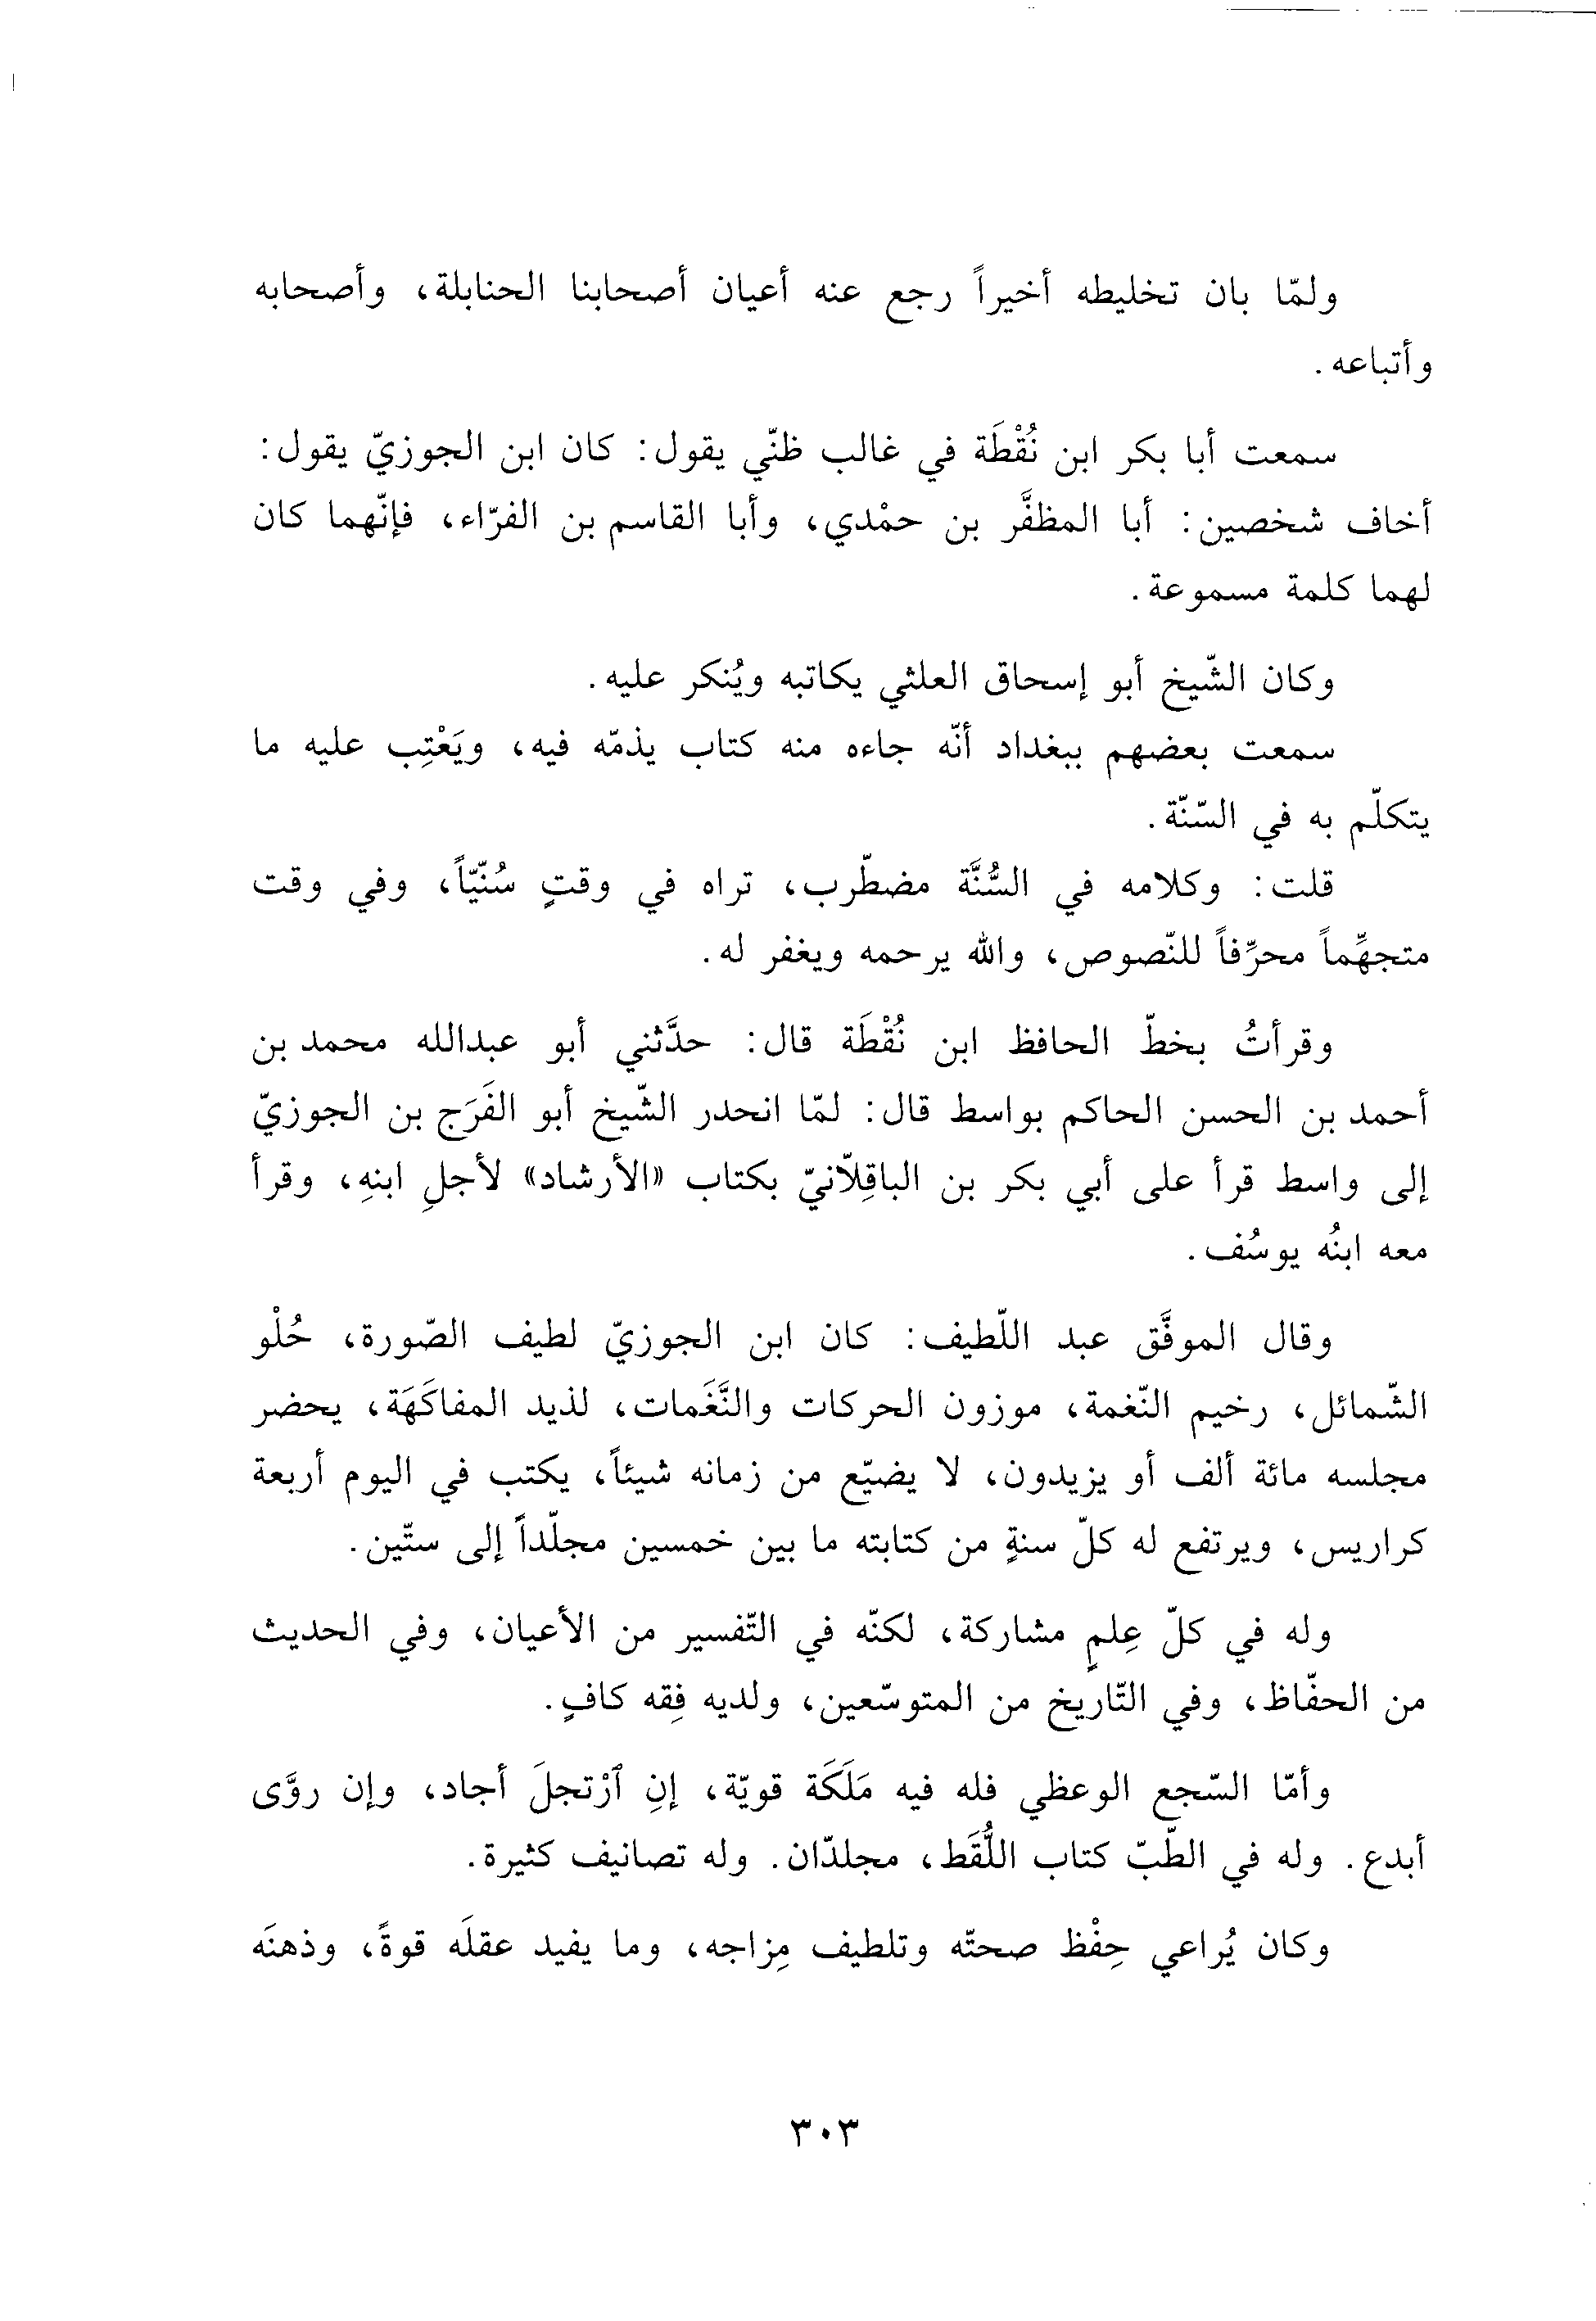 ولمّا بان تخليطه أخيراً رجع عنه أعيان أصحابنا الحنابلة، وأصحابه
وأتباعه.
سمعت أبا بكر ابن نُقْطَة في غالب ظنّي يقول: كان ابن الجوزيّ يقول:
أخاف شخصين: أبا المظفَّر بن حمْدي، وأبا القاسم بن الفرّاء، فإنّهما كان
لهما كلمة مسموعة.
وكان الشّيخ أبو إسحاق العلثي يكاتبه ويُنكر عليه.
سمعت بعضهم ببغداد أنّه جاءه منه كتاب يذمّه فيه، ويَعْتِب عليه ما
يتكلّم به في السّنّة.
قلت: وكلامه في السُّنَّة مضطّرب، تراه في وقتٍ سُنّيّاً، وفي وقت
متجهِّماً محرِّفاً للنّصوص، والله يرحمه ويغفر له.
وقرأتُ بخطّ الحافظ ابن نُقْطَة قال: حدَّثني أبو عبدالله محمد بن
أحمد بن الحسن الحاكم بواسط قال: لمّا انحدر الشّيخ أبو الفَرَج بن الجوزيّ
إلى واسط قرأ على أبي بكر بن الباقِلّانيّ بكتاب «الأرشاد» لأجلِ ابنهِ، وقرأ
معه ابنُه يوسُف.
وقال الموفَّق عبد اللّطيف: كان ابن الجوزيّ لطيف الصّورة، حُلْو
الشّمائل، رخيم النّغمة، موزون الحركات والنَّغَمات، لذيد المفاكَهَة، يحضر
مجلسه مائة ألف أو يزيدون، لا يضيّع من زمانه شيئاً، يكتب في اليوم أربعة
كراريس، ويرتفع له كلّ سنةٍ من كتابته ما بين خمسين مجلّداً إلى ستّين.
وله في كلّ عِلمٍ مشاركة، لكنّه في التّفسير من الأعيان، وفي الحديث
من الحفّاظ، وفي التّاريخ من المتوسّعين، ولديه فِقه كافٍ.
وأمّا السّجع الوعظي فله فيه مَلَكَة قويّة، إنِ ٱرْتجلَ أجاد، وإن روَّى
أبدع. وله في الطّبّ كتاب اللُّقَط، مجلدّان. وله تصانيف كثيرة.
وكان يُراعي حِفْظ صحتّه وتلطيف مِزاجه، وما يفيد عقلَه قوةً، وذهنَه
٣٠٣